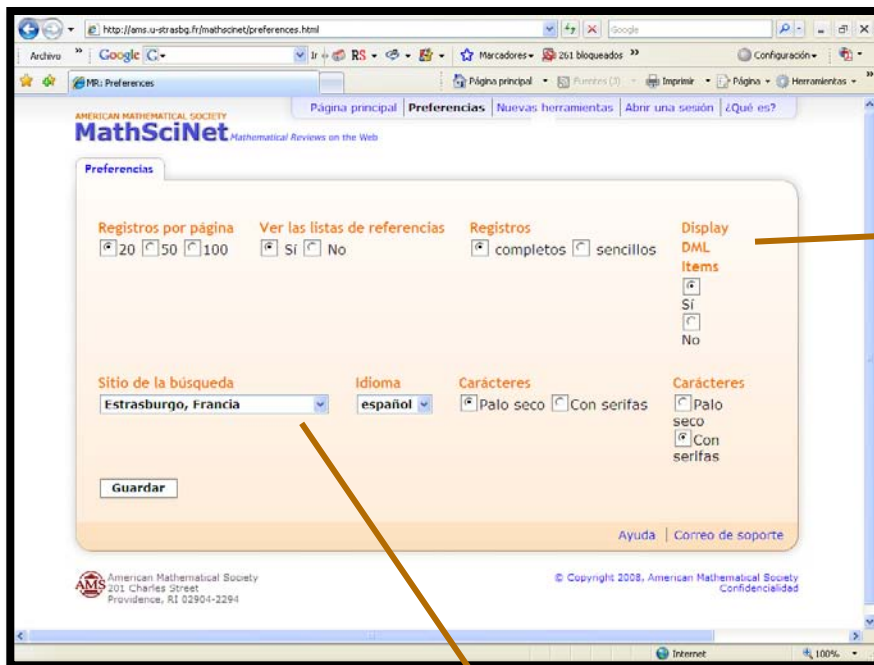 http://ams.u-strasbg.fr/mathscinet/preferences.html
Google
Archivo » Google G Ir RS Marcadores 261 bloqueados » Configuración
MR: Preferences
Página principal Fuentes (3) Imprimir Página Herramientas »
Página principal | Preferencias | Nuevas herramientas | Abrir una sesión | ¿Qué es?
AMERICAN MATHEMATICAL SOCIETY
MathSciNet Mathematical Reviews on the Web
Preferencias
Registros por página
20 50 100
Ver las listas de referencias
Sí No
Registros
completos sencillos
Display
DML
Items
Sí
No
Sitio de la búsqueda
Estrasburgo, Francia
Idioma
español
Carácteres
Palo seco Con serifas
Carácteres
Palo
seco
Con
serifas
Guardar
Ayuda | Correo de soporte
AMS
American Mathematical Society
201 Charles Street
Providence, RI 02904-2294
© Copyright 2008, American Mathematical Society
Confidencialidad
Internet
100%